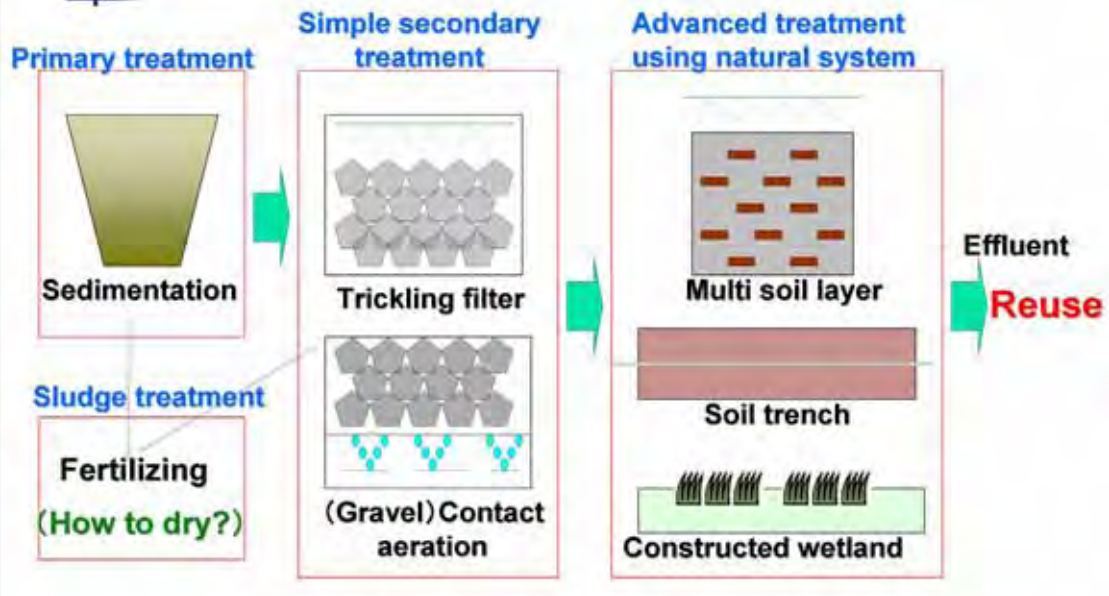 Primary treatment
Sedimentation
Sludge treatment
Fertilizing
(How to dry?)
Simple secondary
treatment
Trickling filter
(Gravel)Contact
aeration
Advanced treatment
using natural system
Multi soil layer
Soil trench
Constructed wetland
Effluent
Reuse